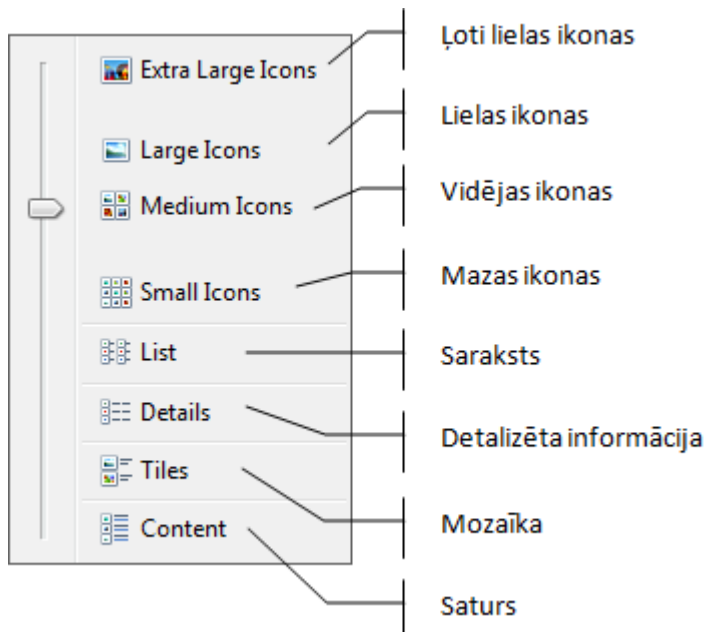 Extra Large Icons
Ļoti lielas ikonas
Large Icons
Lielas ikonas
Medium Icons
Vidējas ikonas
Small Icons
Mazas ikonas
List
Saraksts
Details
Detalizēta informācija
Tiles
Mozaīka
Content
Saturs